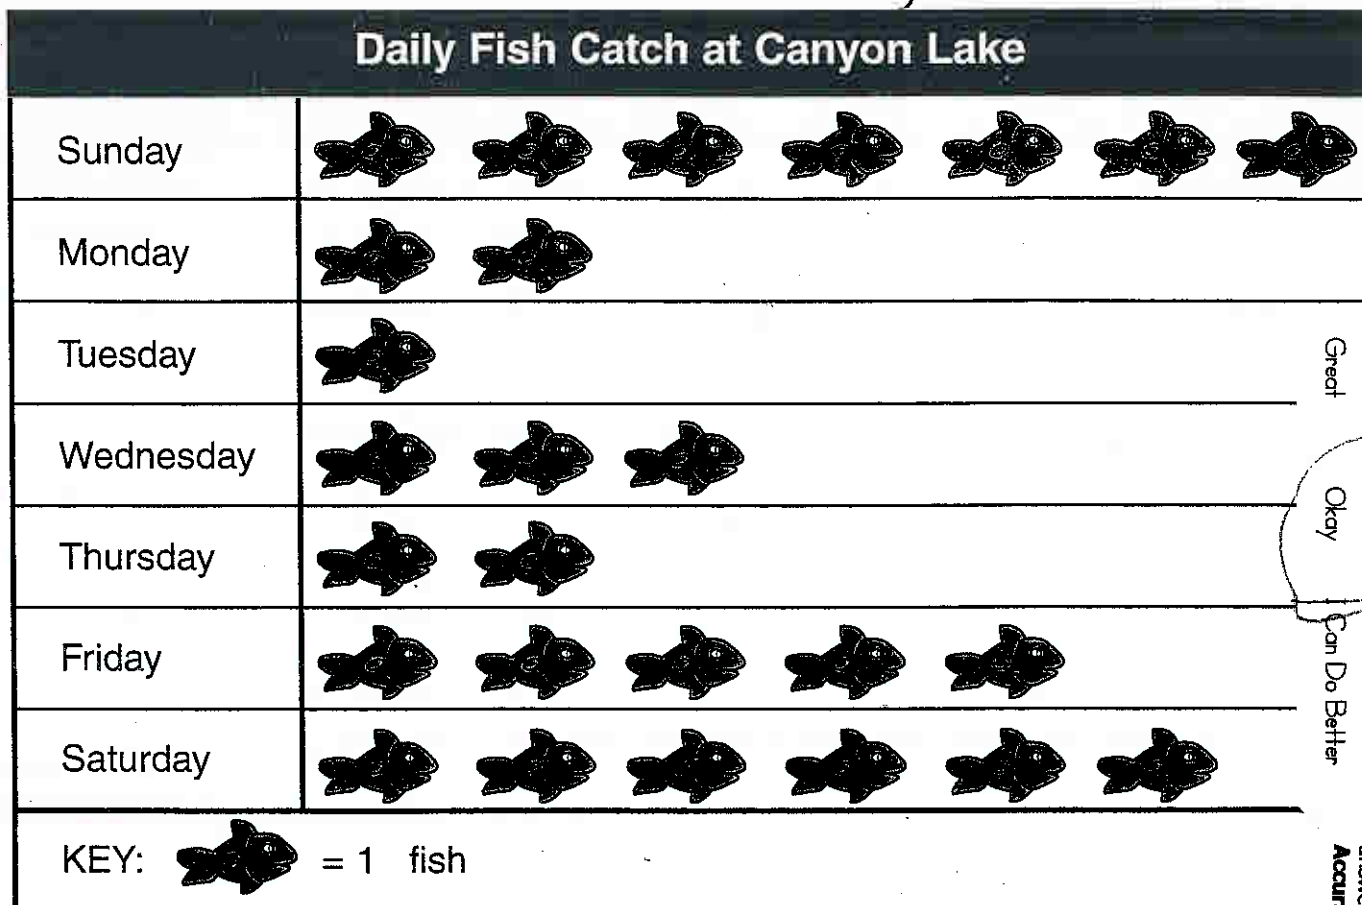 Daily Fish Catch at Canyon Lake
Sunday
Monday
Tuesday
Wednesday
Thursday
Friday
Saturday
KEY: = 1 fish
Great
Okay
I Can Do Better